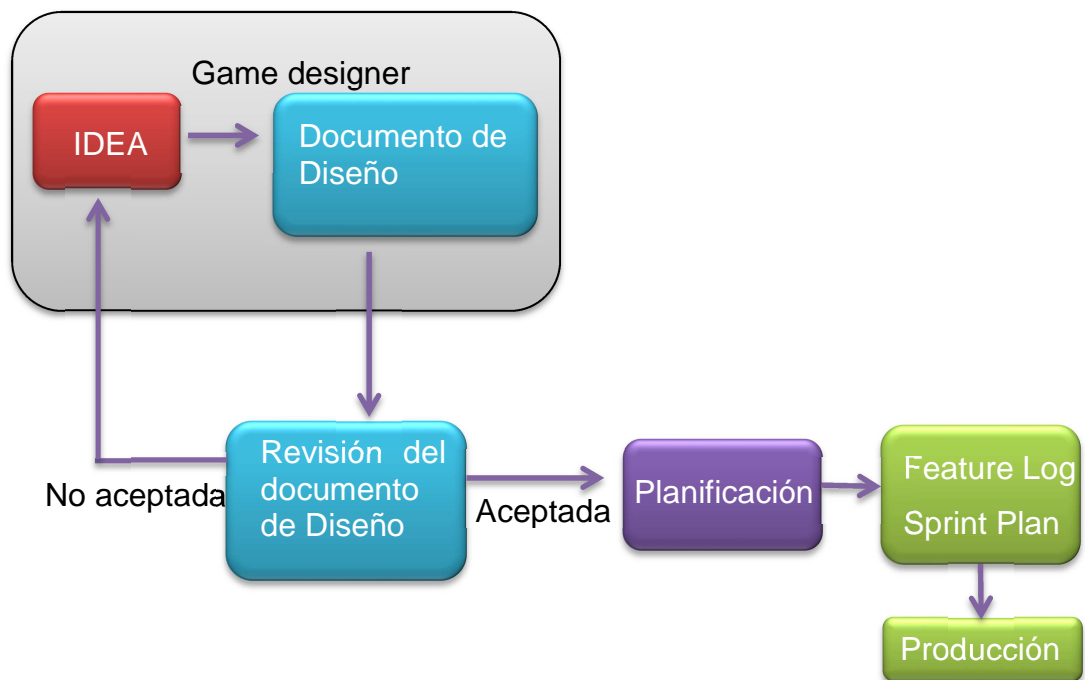 Game designer
IDEA
Documento de
Diseño
Revisión del
documento
de Diseño
No aceptada
Aceptada
Planificación
Feature Log
Sprint Plan
Producción